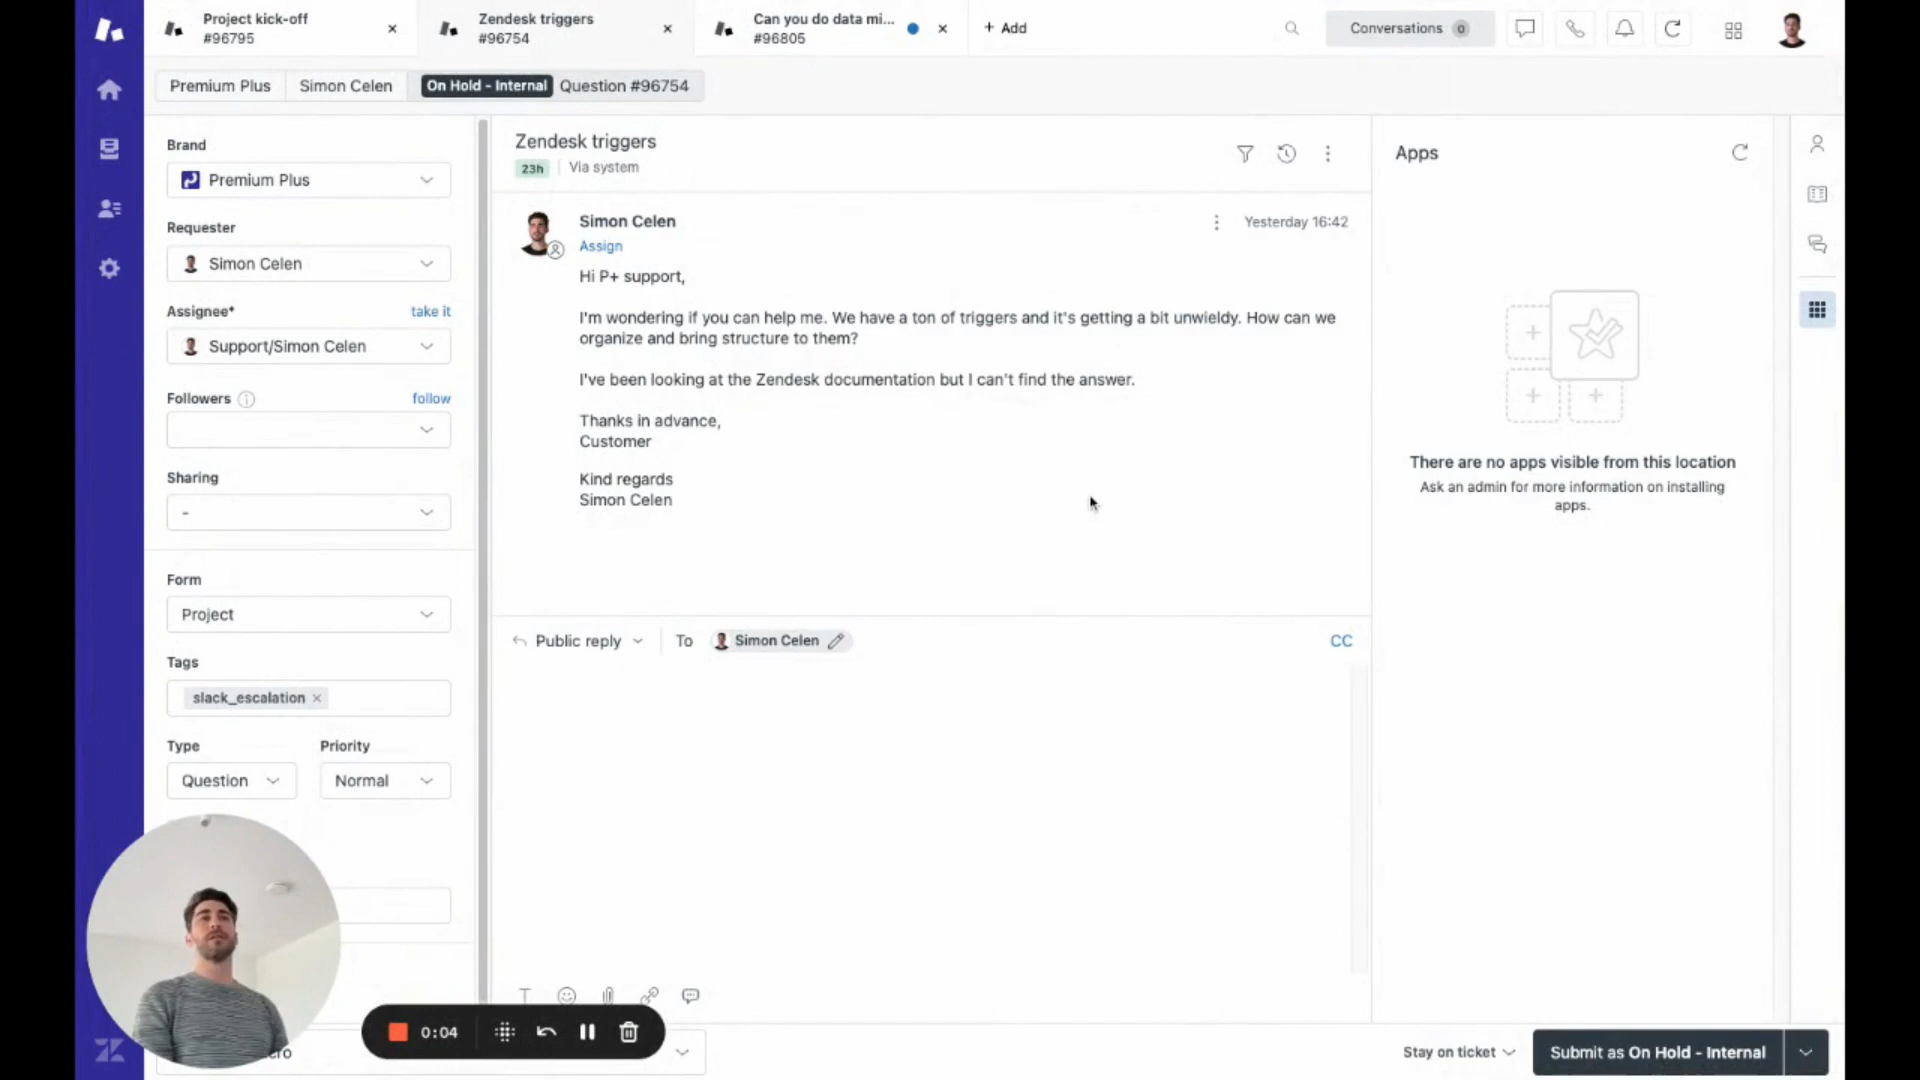 Project kick-off
#96795
Zendesk triggers
#96754
Can you do data mi...
#96805
+ Add
Conversations 0
Premium Plus
Simon Celen
On Hold - Internal Question #96754
Brand
Premium Plus
Requester
Simon Celen
Assignee*
take it
Support/Simon Celen
Followers
follow
Sharing
-
Form
Project
Tags
slack_escalation ×
Type
Priority
Question
Normal
Zendesk triggers
23h
Via system
Simon Celen
Yesterday 16:42
Assign
Hi P+ support,
I'm wondering if you can help me. We have a ton of triggers and it's getting a bit unwieldy. How can we
organize and bring structure to them?
I've been looking at the Zendesk documentation but I can't find the answer.
Thanks in advance,
Customer
Kind regards
Simon Celen
Public reply
To
Simon Celen
CC
Apps
There are no apps visible from this location
Ask an admin for more information on installing
apps.
0:04
Stay on ticket
Submit as On Hold - Internal